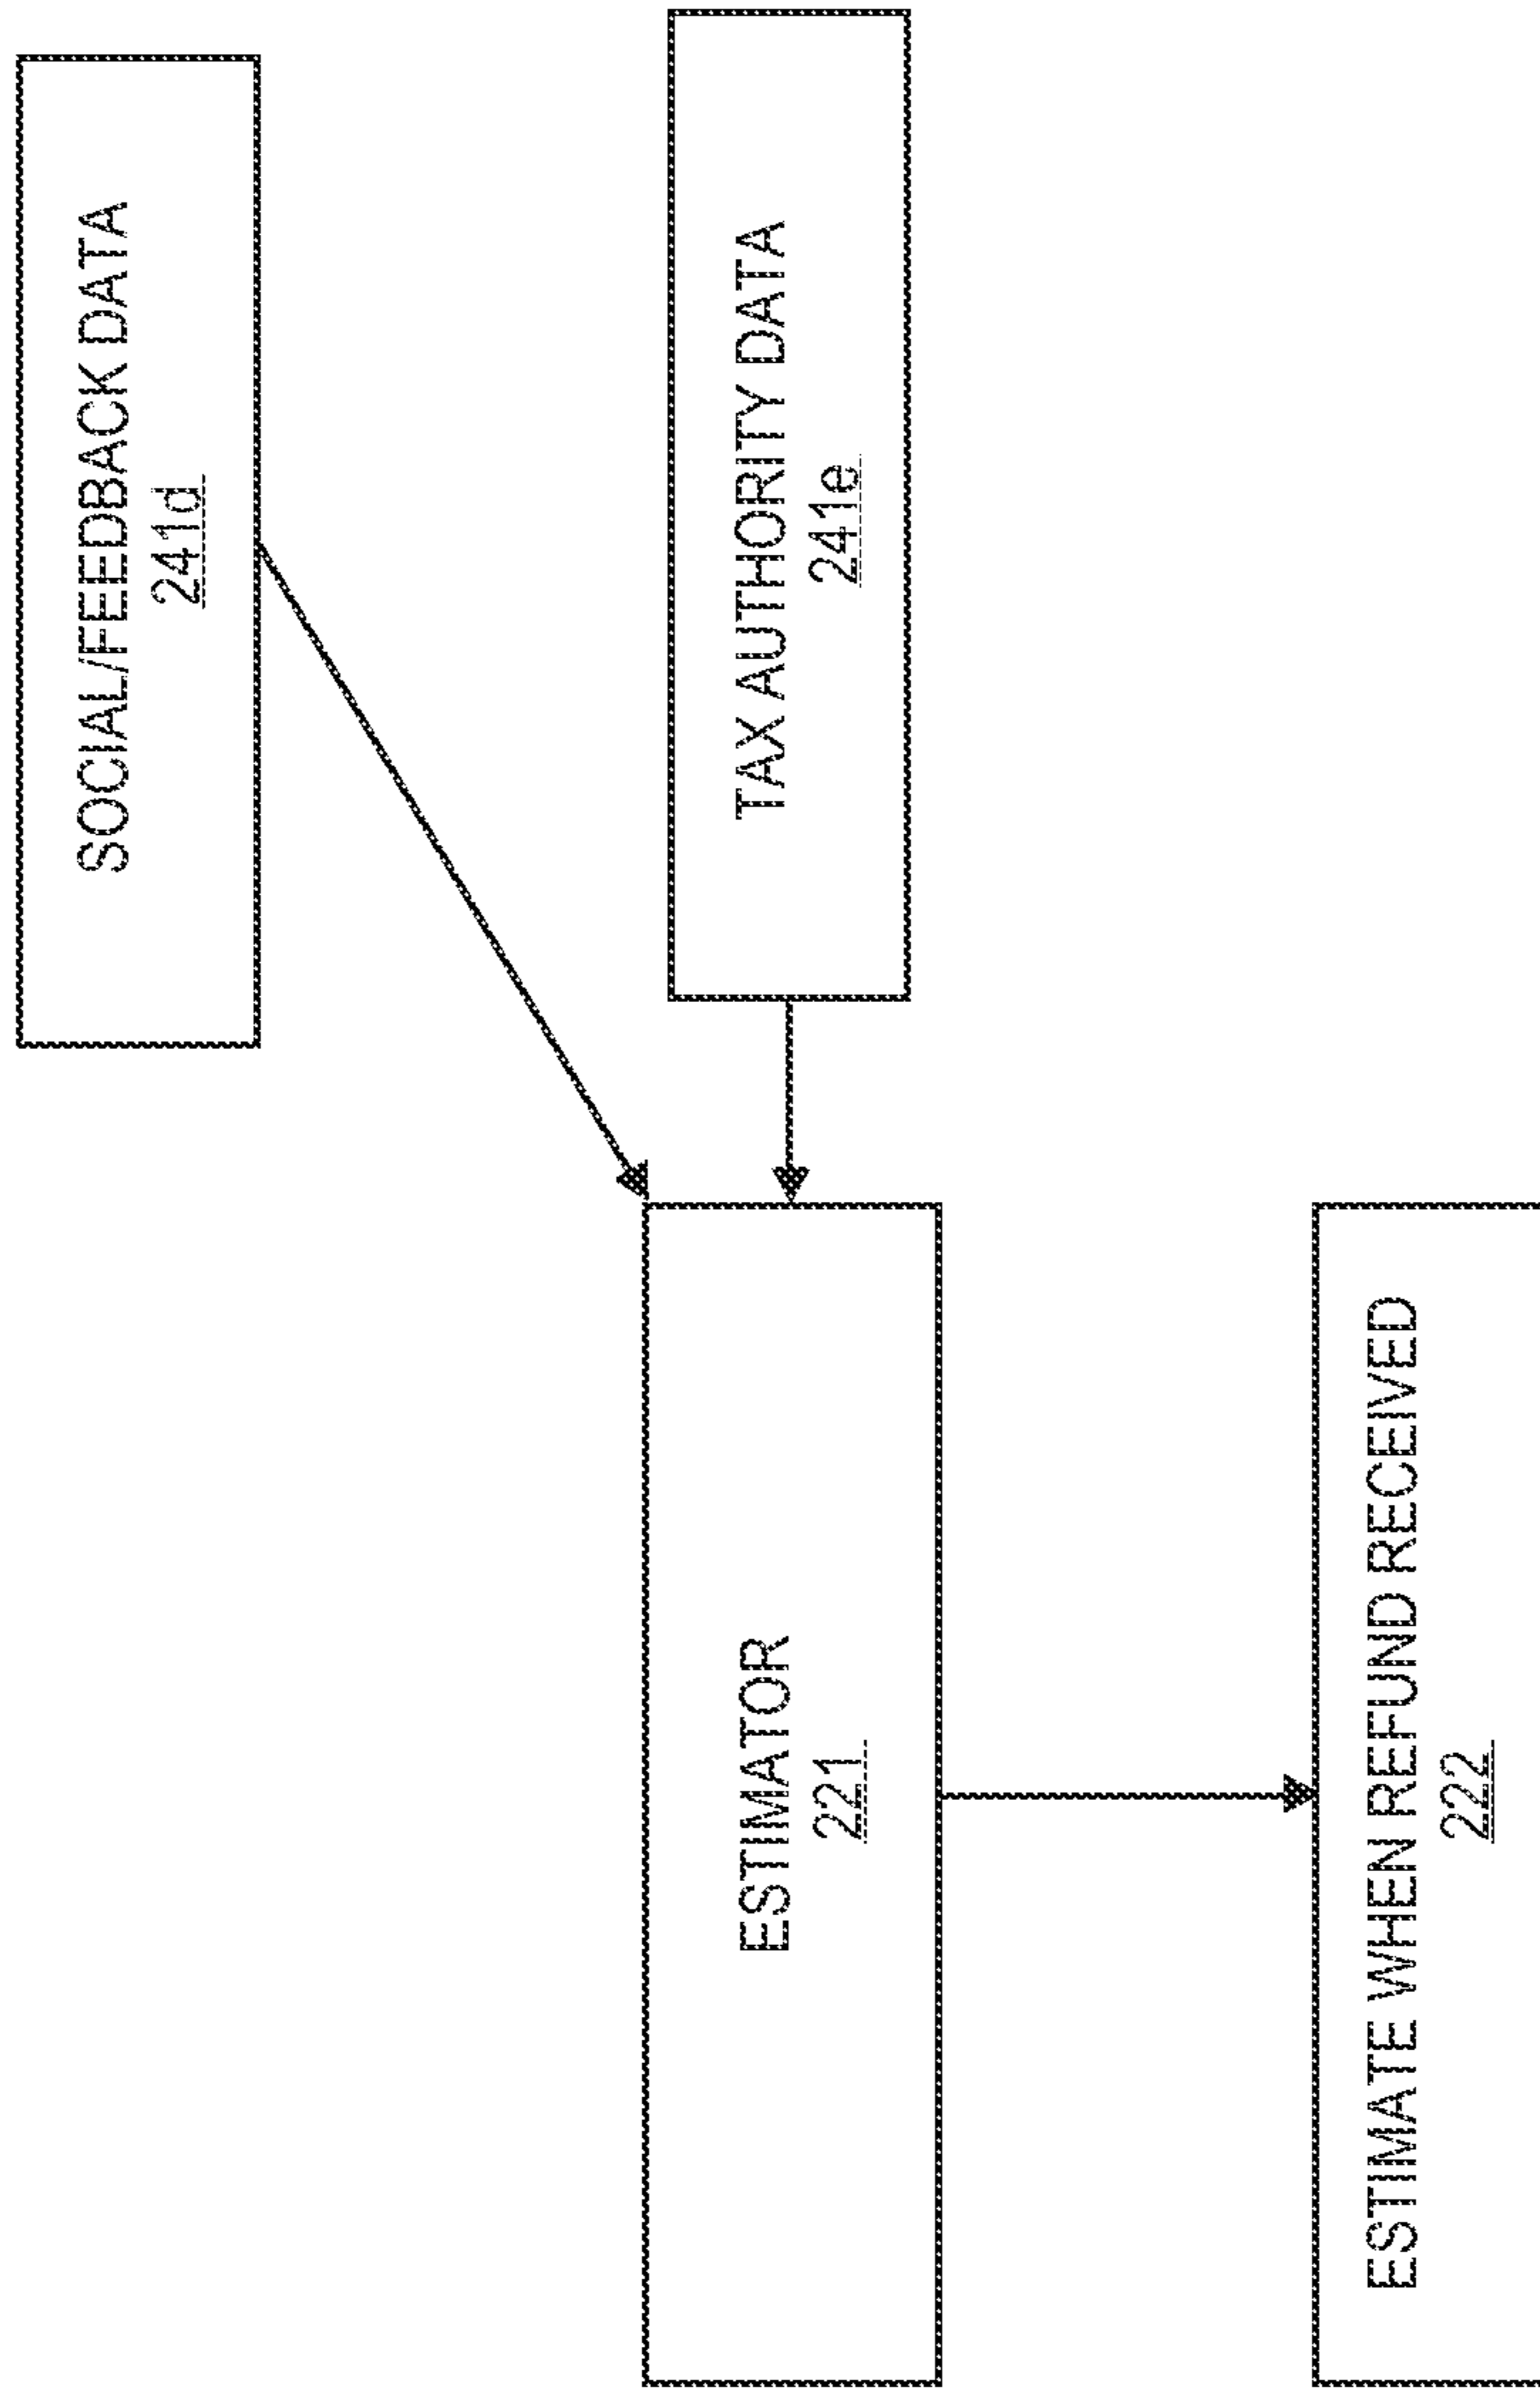 SOCIAL/FEEDBACK DATA
241d
TAX AUTHORITY DATA
241e
ESTIMATOR
221
ESTIMATE WHEN REFUND RECEIVED
222